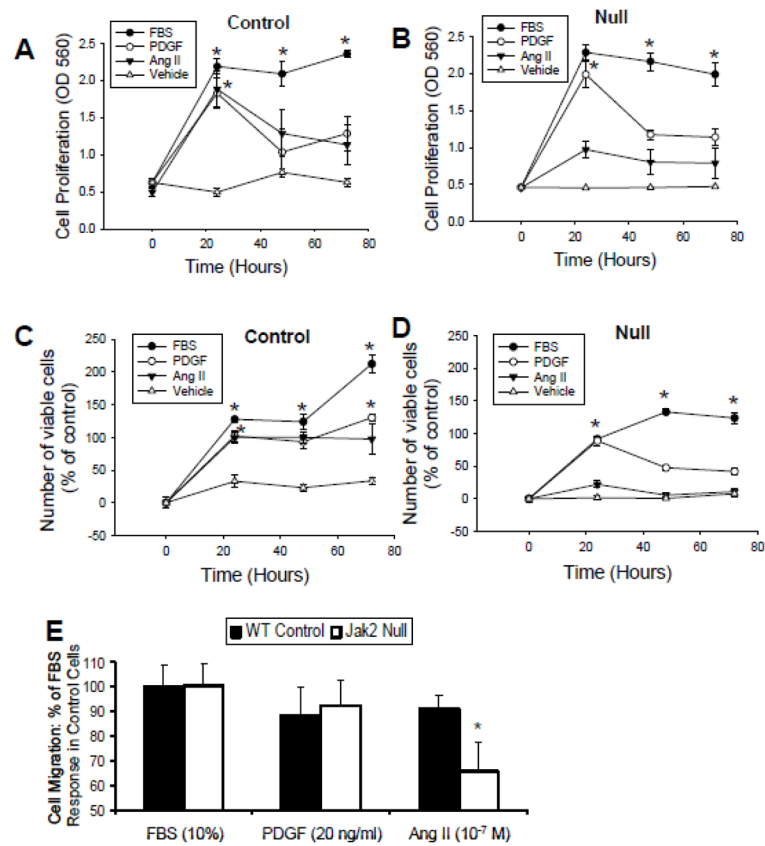 A
Control
FBS
PDGF
Ang II
Vehicle
Cell Proliferation (OD 560)
2.5
2.0
1.5
1.0
0.5
0.0
*
*
*
*
0
20
40
60
80
Time (Hours)
B
Null
FBS
PDGF
Ang II
Vehicle
Cell Proliferation (OD 560)
2.5
2.0
1.5
1.0
0.5
0.0
*
*
*
0
20
40
60
80
Time (Hours)
C
Control
FBS
PDGF
Ang II
Vehicle
Number of viable cells
(% of control)
250
200
150
100
50
0
-50
*
*
*
*
*
0
20
40
60
80
Time (Hours)
D
Null
FBS
PDGF
Ang II
Vehicle
Number of viable cells
(% of control)
250
200
150
100
50
0
-50
*
*
*
0
20
40
60
80
Time (Hours)
E
WT Control
Jak2 Null
Cell Migration: % of FBS
Response in Control Cells
110
100
90
80
70
60
50
*
FBS (10%)
PDGF (20 ng/ml)
Ang II (10⁻⁷ M)